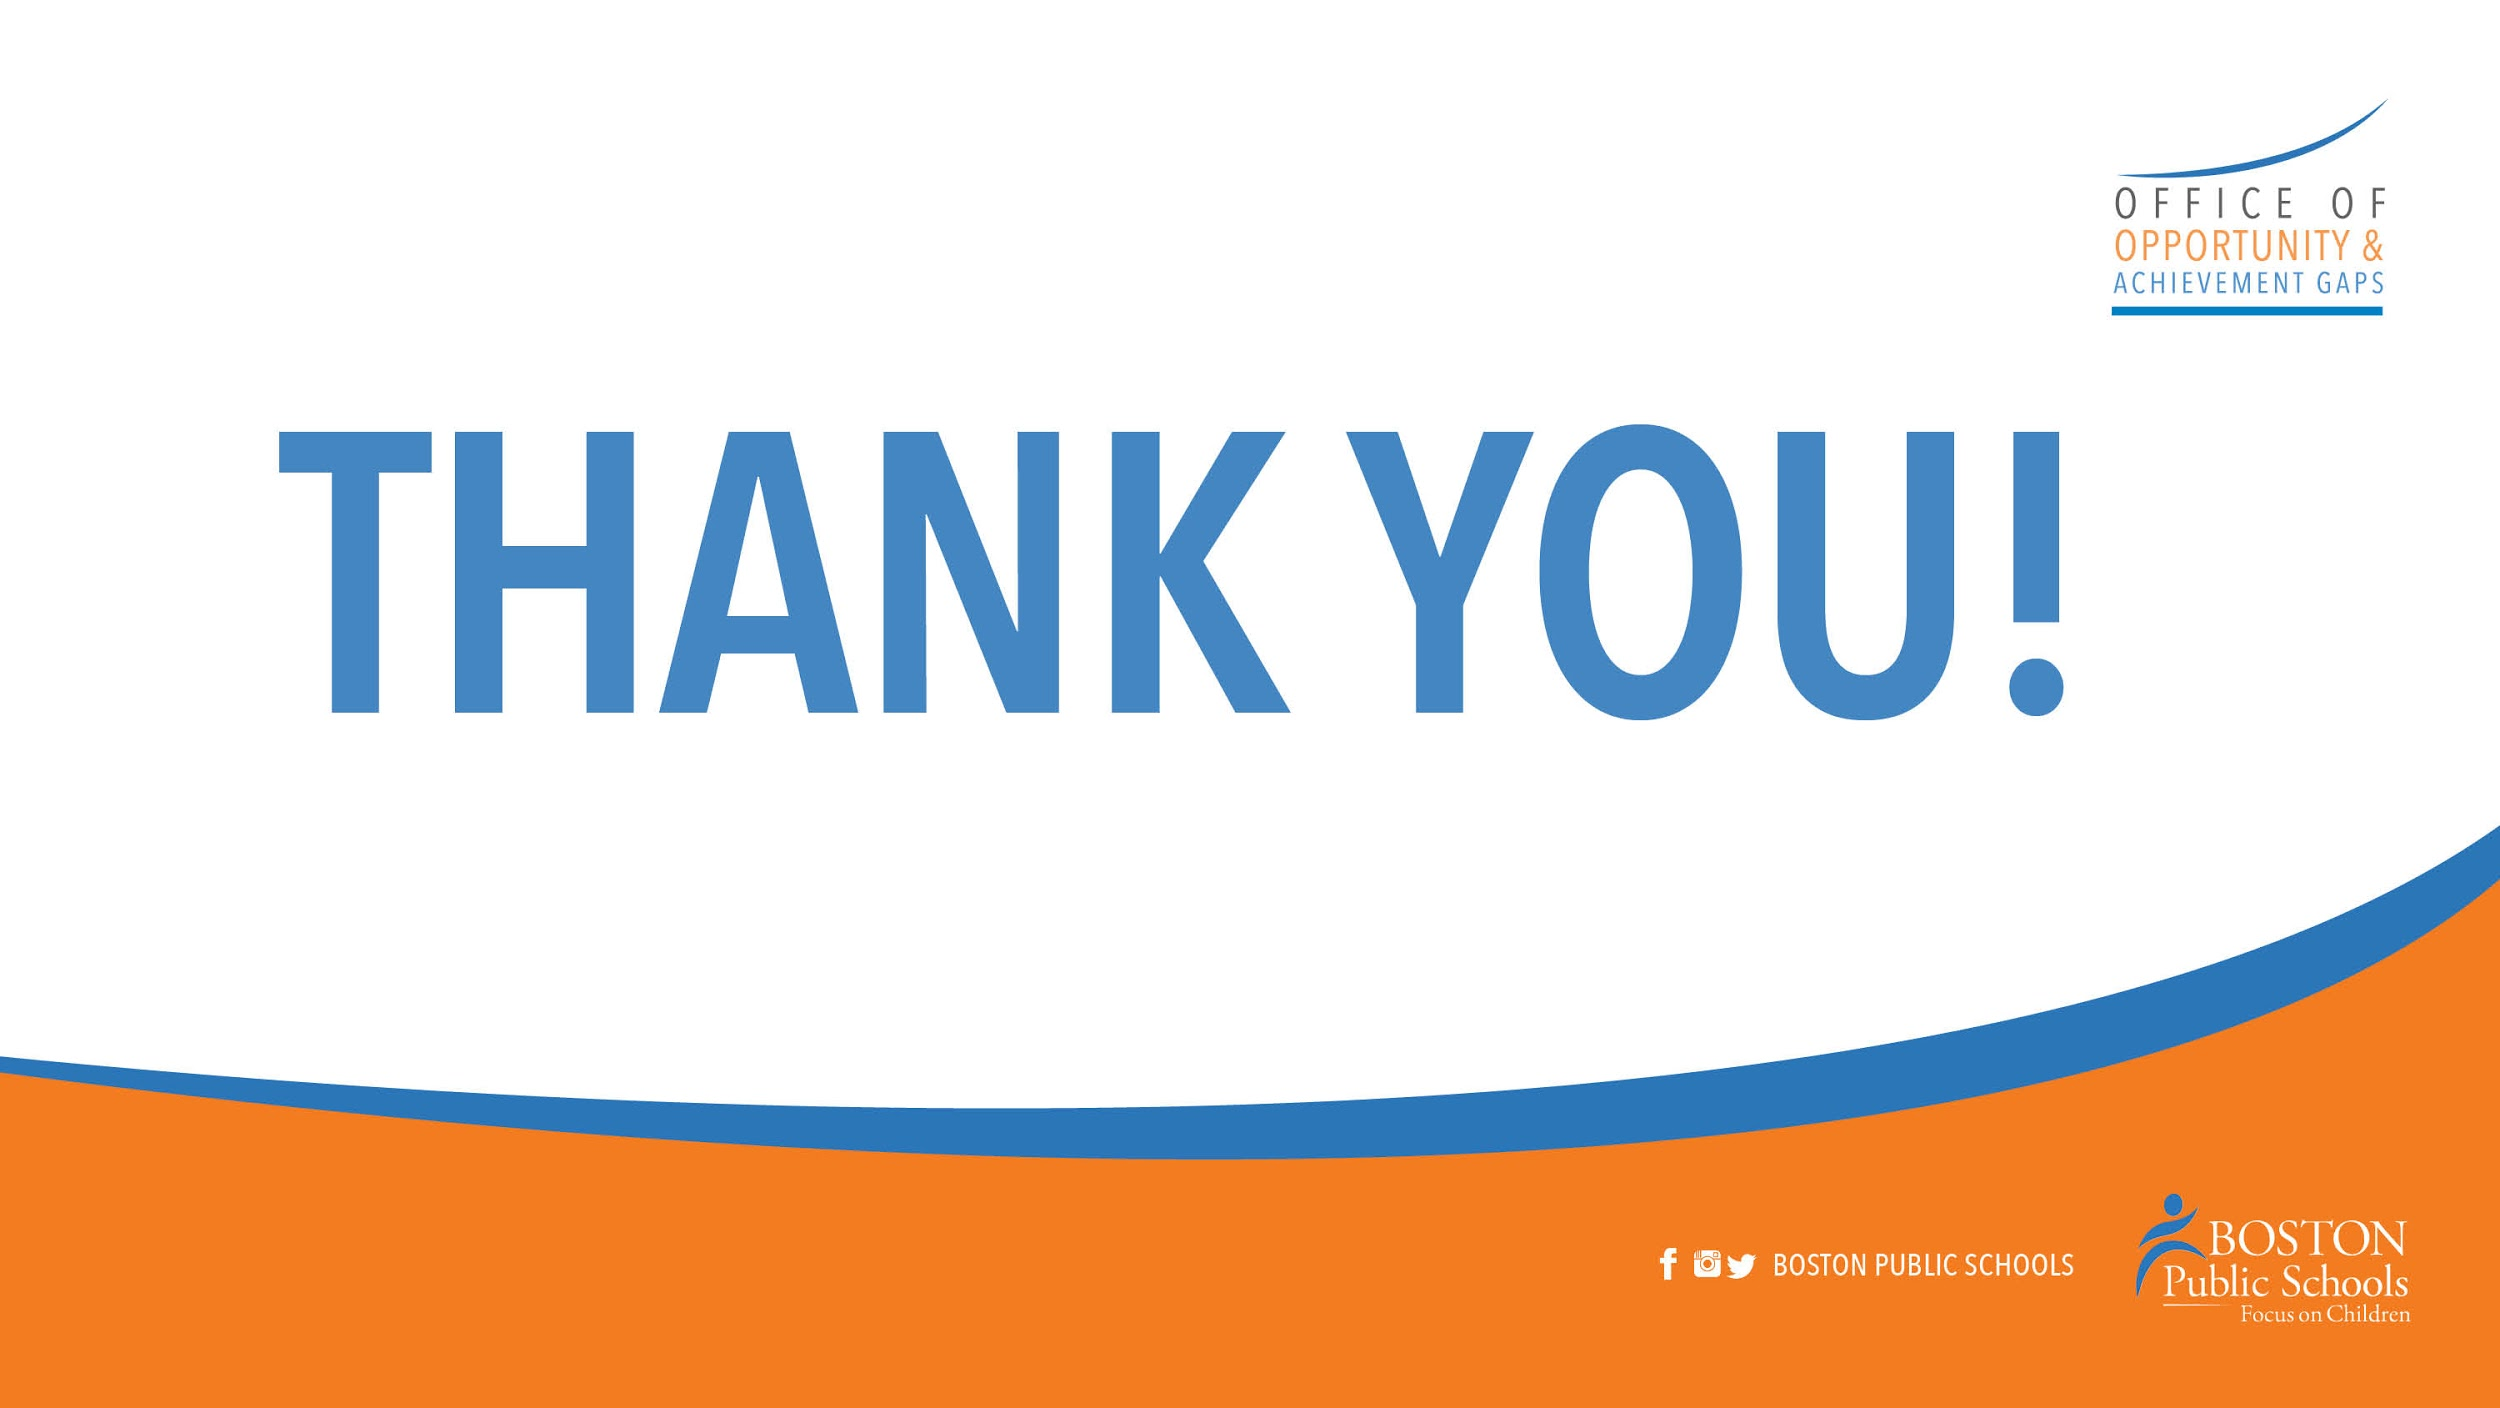 OFFICE OF
OPPORTUNITY &
ACHIEVEMENT GAPS
THANK YOU!
BOSTON PUBLIC SCHOOLS
BOSTON
Public Schools
Focus on Children